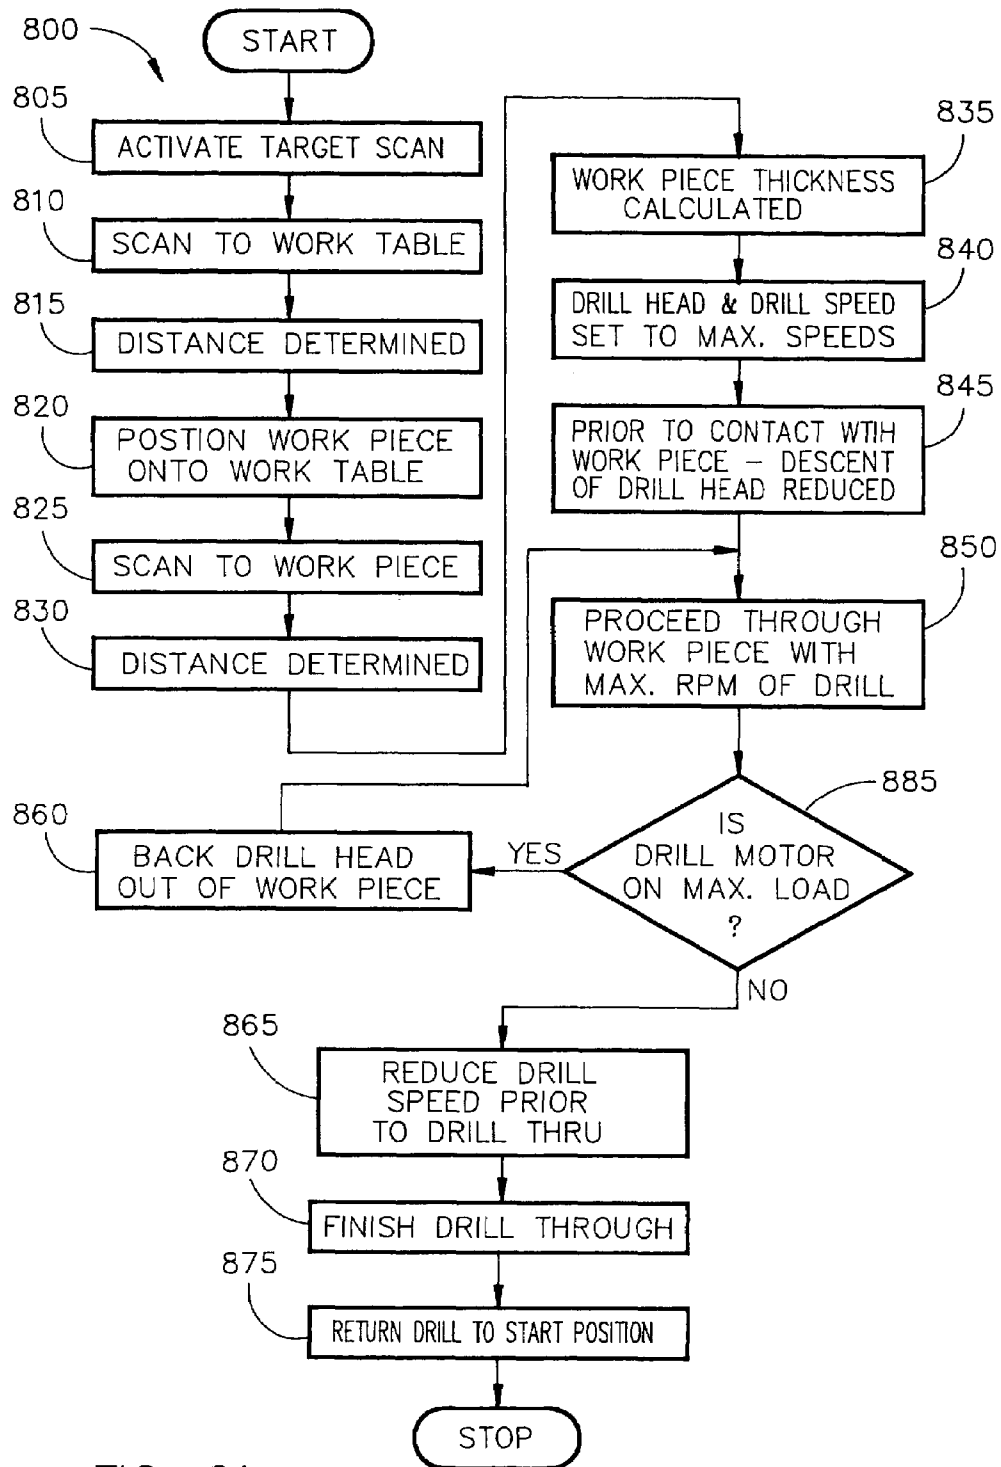 800
START
805
ACTIVATE TARGET SCAN
810
SCAN TO WORK TABLE
815
DISTANCE DETERMINED
820
POSTION WORK PIECE
ONTO WORK TABLE
825
SCAN TO WORK PIECE
830
DISTANCE DETERMINED
835
WORK PIECE THICKNESS
CALCULATED
840
DRILL HEAD & DRILL SPEED
SET TO MAX. SPEEDS
845
PRIOR TO CONTACT WTIH
WORK PIECE – DESCENT
OF DRILL HEAD REDUCED
850
PROCEED THROUGH
WORK PIECE WITH
MAX. RPM OF DRILL
885
IS
DRILL MOTOR
ON MAX. LOAD
?
YES
860
BACK DRILL HEAD
OUT OF WORK PIECE
NO
865
REDUCE DRILL
SPEED PRIOR
TO DRILL THRU
870
FINISH DRILL THROUGH
875
RETURN DRILL TO START POSITION
STOP